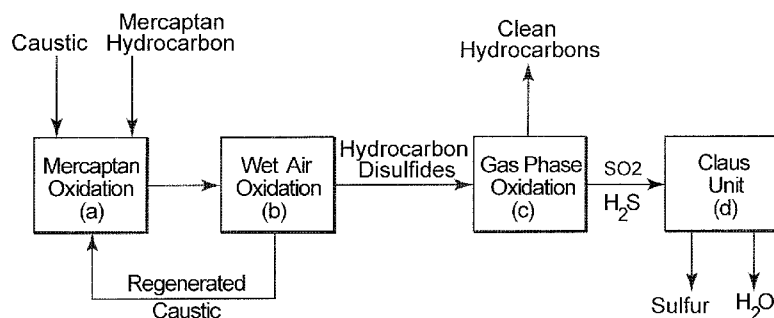 Caustic
Mercaptan
Hydrocarbon
Clean
Hydrocarbons
Mercaptan
Oxidation
(a)
Wet Air
Oxidation
(b)
Hydrocarbon
Disulfides
Gas Phase
Oxidation
(c)
SO2
H₂S
Claus
Unit
(d)
Regenerated
Caustic
Sulfur
H₂O